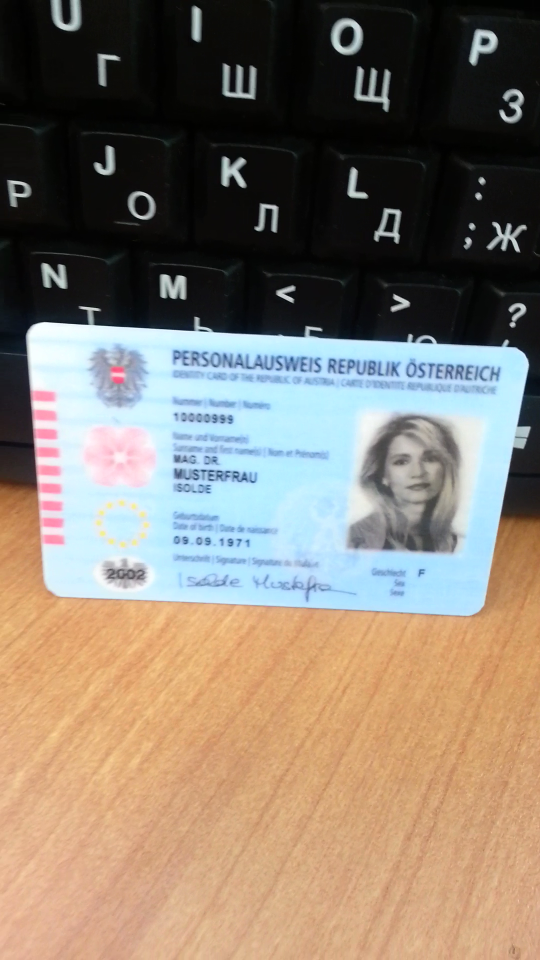 U I O P
Г Ш Щ З
J K L :
Р О Л Д ; Ж
N M < > ?
Т
PERSONALAUSWEIS REPUBLIK ÖSTERREICH
IDENTITY CARD OF THE REPUBLIC OF AUSTRIA | CARTE D'IDENTITÉ REPUBLIQUE D'AUTRICHE
Nummer | Number | Numéro
10000999
Name und Vorname(n)
Surname and first name(s) | Nom et Prénom(s)
MAG. DR.
MUSTERFRAU
ISOLDE
Geburtsdatum
Date of birth | Date de naissance
09.09.1971
Unterschrift | Signature | Signature de titulaire
Isolde Musterfrau
Geschlecht F
Sex
Sexe
2002